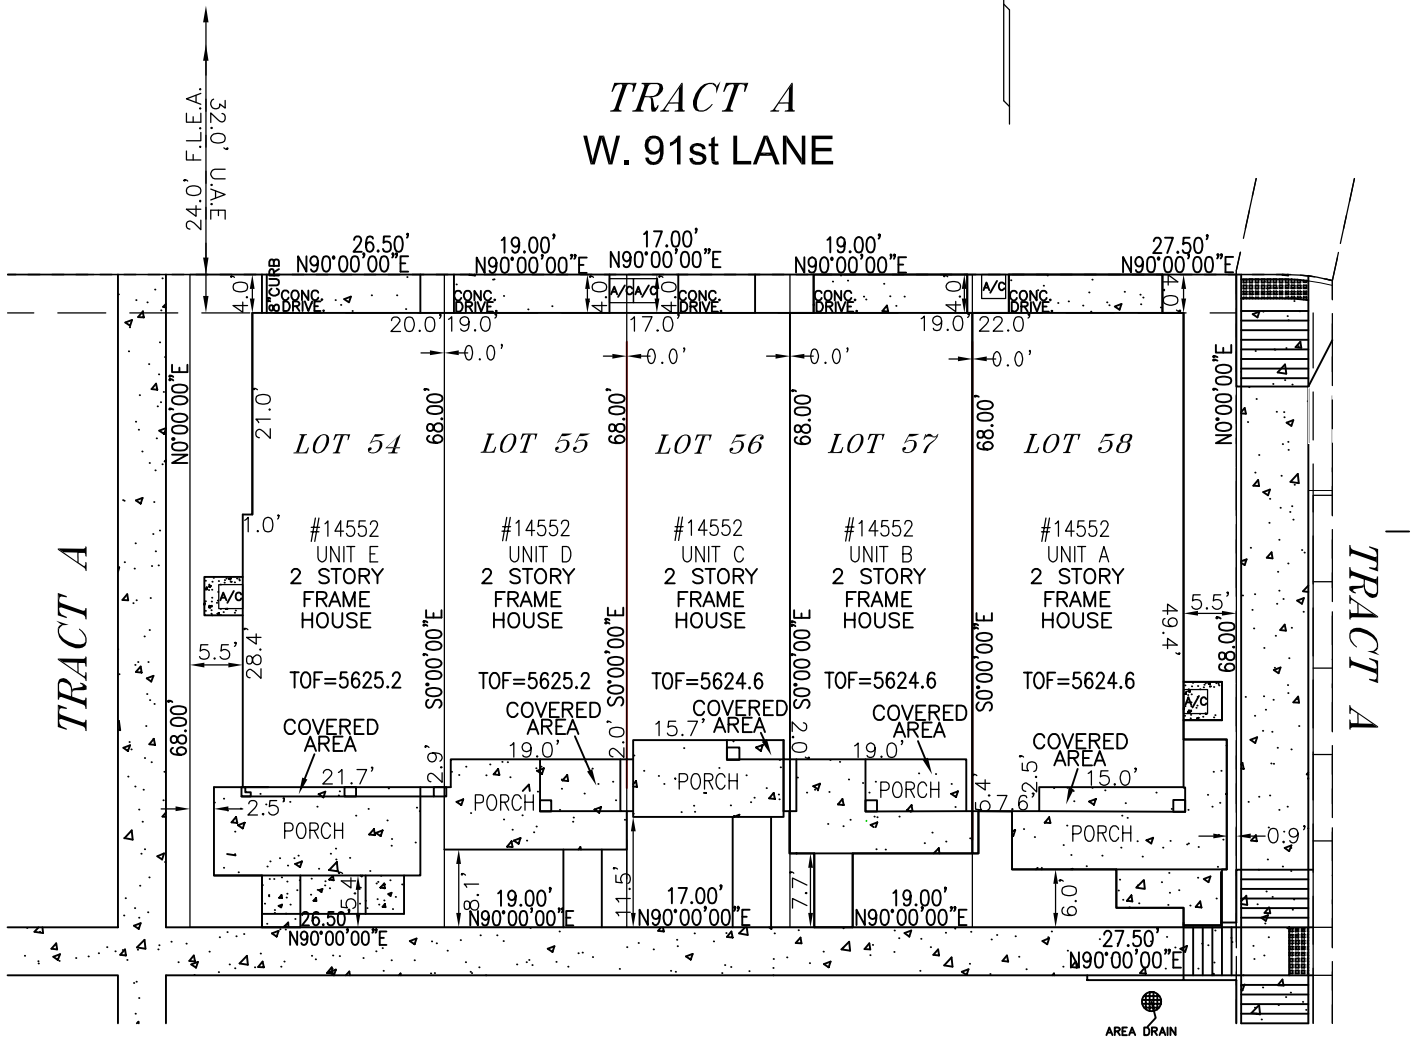 TRACT A
W. 91st LANE
24.0' F.L.E.A.
32.0' U.A.E
26.50'
N90°00'00"E
19.00'
N90°00'00"E
17.00'
N90°00'00"E
19.00'
N90°00'00"E
27.50'
N90°00'00"E
4.0'
8"CURB
CONC.
DRIVE.
CONC.
DRIVE.
4.0'
A/C
A/C
4.0'
CONC.
DRIVE.
CONC.
DRIVE.
4.0'
A/C
CONC.
DRIVE.
4.0'
20.0'
19.0'
17.0'
19.0'
22.0'
0.0'
0.0'
0.0'
0.0'
N0°00'00"E
21.0'
68.00'
68.00'
68.00'
68.00'
N0°00'00"E
LOT 54
LOT 55
LOT 56
LOT 57
LOT 58
1.0'
#14552
UNIT E
2 STORY
FRAME
HOUSE
#14552
UNIT D
2 STORY
FRAME
HOUSE
#14552
UNIT C
2 STORY
FRAME
HOUSE
#14552
UNIT B
2 STORY
FRAME
HOUSE
#14552
UNIT A
2 STORY
FRAME
HOUSE
TRACT A
TRACT A
A/C
5.5'
28.4'
S0°00'00"E
S0°00'00"E
S0°00'00"E
S0°00'00"E
49.4'
5.5'
68.00'
A/C
68.00'
TOF=5625.2
TOF=5625.2
TOF=5624.6
TOF=5624.6
TOF=5624.6
COVERED
AREA
COVERED
AREA
COVERED
AREA
COVERED
AREA
COVERED
AREA
21.7'
2.9'
19.0'
2.0'
15.7'
2.0'
19.0'
5.4'
7.6'
2.5'
15.0'
2.5'
PORCH
PORCH
PORCH
PORCH
PORCH
0.9'
5.4'
8.1'
11.5'
7.7'
6.0'
26.50'
N90°00'00"E
19.00'
N90°00'00"E
17.00'
N90°00'00"E
19.00'
N90°00'00"E
27.50'
N90°00'00"E
AREA DRAIN